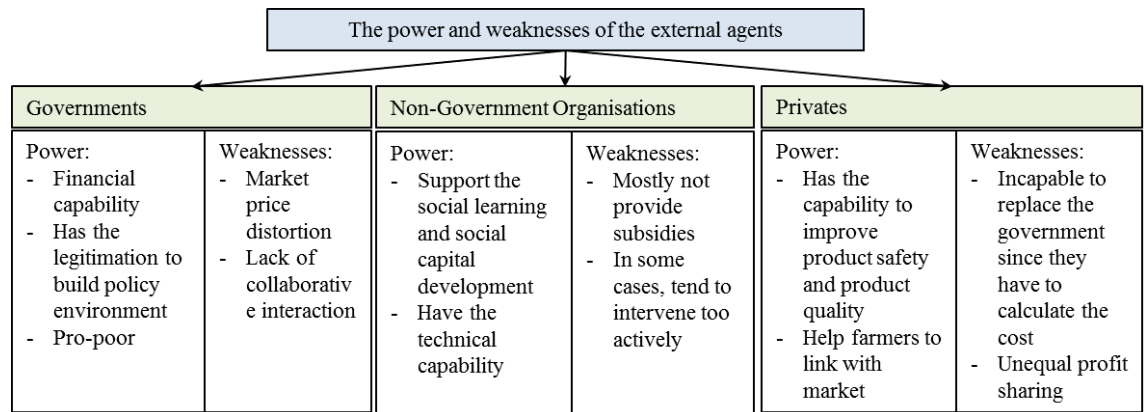 The power and weaknesses of the external agents
Governments
Power:
- Financial
capability
- Has the
legitimation to
build policy
environment
- Pro-poor
Weaknesses:
- Market
price
distortion
- Lack of
collaborativ
e interaction
Non-Government Organisations
Power:
- Support the
social learning
and social
capital
development
- Have the
technical
capability
Weaknesses:
- Mostly not
provide
subsidies
- In some
cases, tend to
intervene too
actively
Privates
Power:
- Has the
capability to
improve
product safety
and product
quality
- Help farmers to
link with
market
Weaknesses:
- Incapable to
replace the
government
since they
have to
calculate the
cost
- Unequal profit
sharing